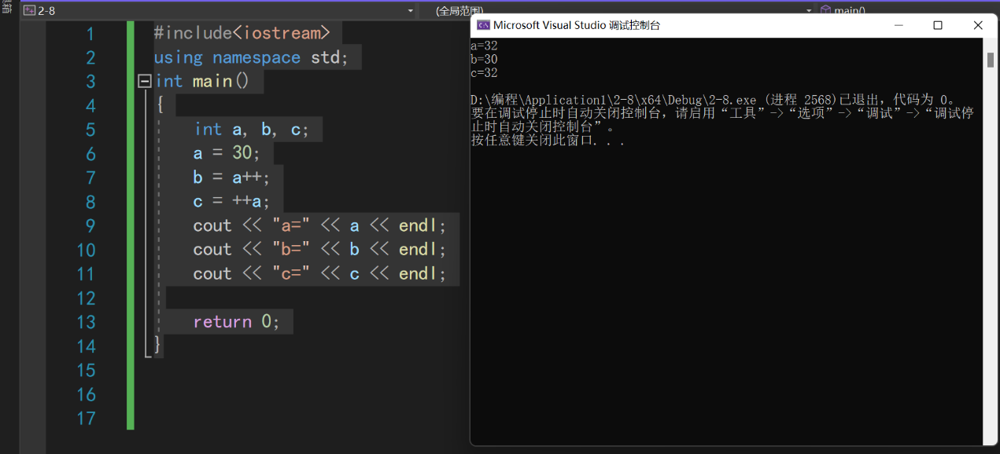 2-8
(全局范围)
main()
1 #include<iostream>
2 using namespace std;
3 int main()
4 {
5 int a, b, c;
6 a = 30;
7 b = a++;
8 c = ++a;
9 cout << "a=" << a << endl;
10 cout << "b=" << b << endl;
11 cout << "c=" << c << endl;
12
13 return 0;
14 }
15
16
17
Microsoft Visual Studio 调试控制台
a=32
b=30
c=32
D:\编程\Application1\2-8\x64\Debug\2-8.exe (进程 2568)已退出，代码为 0。
要在调试停止时自动关闭控制台，请启用“工具”->“选项”->“调试”->“调试停
止时自动关闭控制台”。
按任意键关闭此窗口. . .